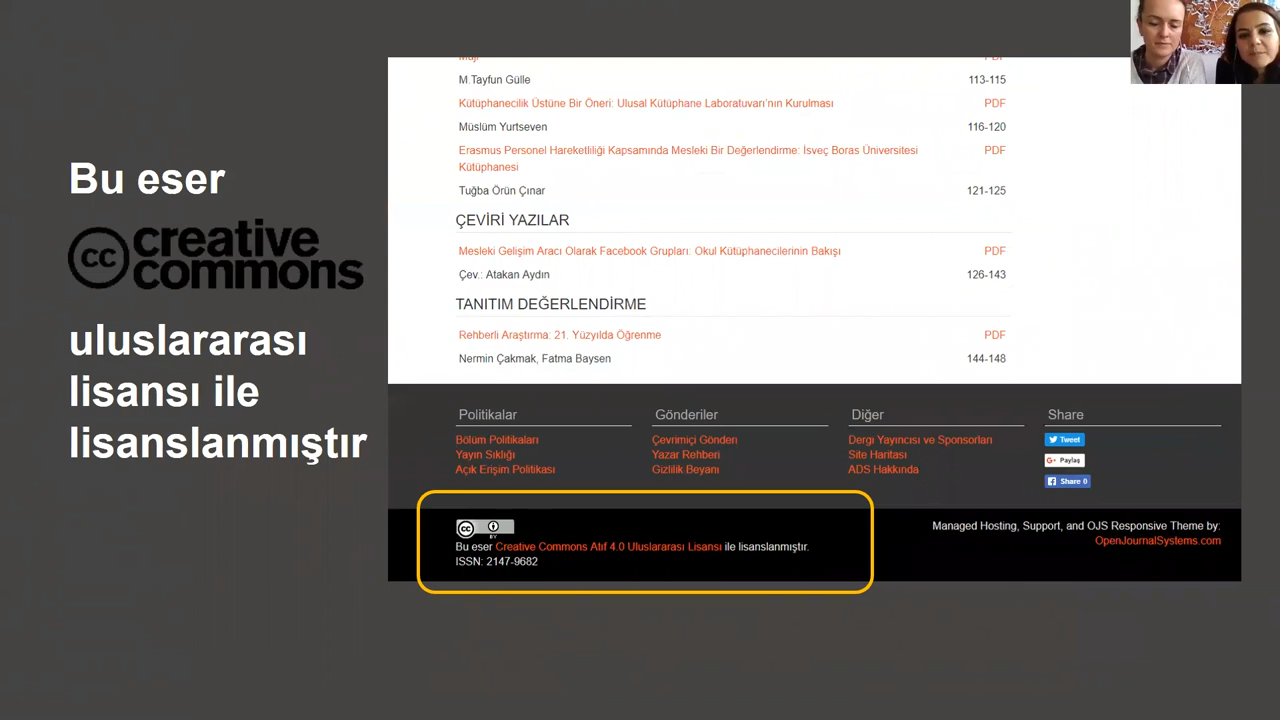 Bu eser
creative
commons
uluslararası
lisansı ile
lisanslanmıştır
M.Tayfun Gülle 113-115
Kütüphanecilik Üstüne Bir Öneri: Ulusal Kütüphane Laboratuvarı'nın Kurulması PDF
Müslüm Yurtseven 116-120
Erasmus Personel Hareketliliği Kapsamında Mesleki Bir Değerlendirme: İsveç Boras Üniversitesi PDF
Kütüphanesi
Tuğba Örün Çınar 121-125
ÇEVİRİ YAZILAR
Mesleki Gelişim Aracı Olarak Facebook Grupları: Okul Kütüphanecilerinin Bakışı PDF
Çev.: Atakan Aydın 126-143
TANITIM DEĞERLENDİRME
Rehberli Araştırma: 21. Yüzyılda Öğrenme PDF
Nermin Çakmak, Fatma Baysen 144-148
Politikalar
Bölüm Politikaları
Yayın Sıklığı
Açık Erişim Politikası
Gönderiler
Çevrimiçi Gönderi
Yazar Rehberi
Gizlilik Beyanı
Diğer
Dergi Yayıncısı ve Sponsorları
Site Haritası
ADS Hakkında
Share
Tweet
G+ Paylaş
Share 0
cc BY
Bu eser Creative Commons Atıf 4.0 Uluslararası Lisansı ile lisanslanmıştır.
ISSN: 2147-9682
Managed Hosting, Support, and OJS Responsive Theme by:
OpenJournalSystems.com